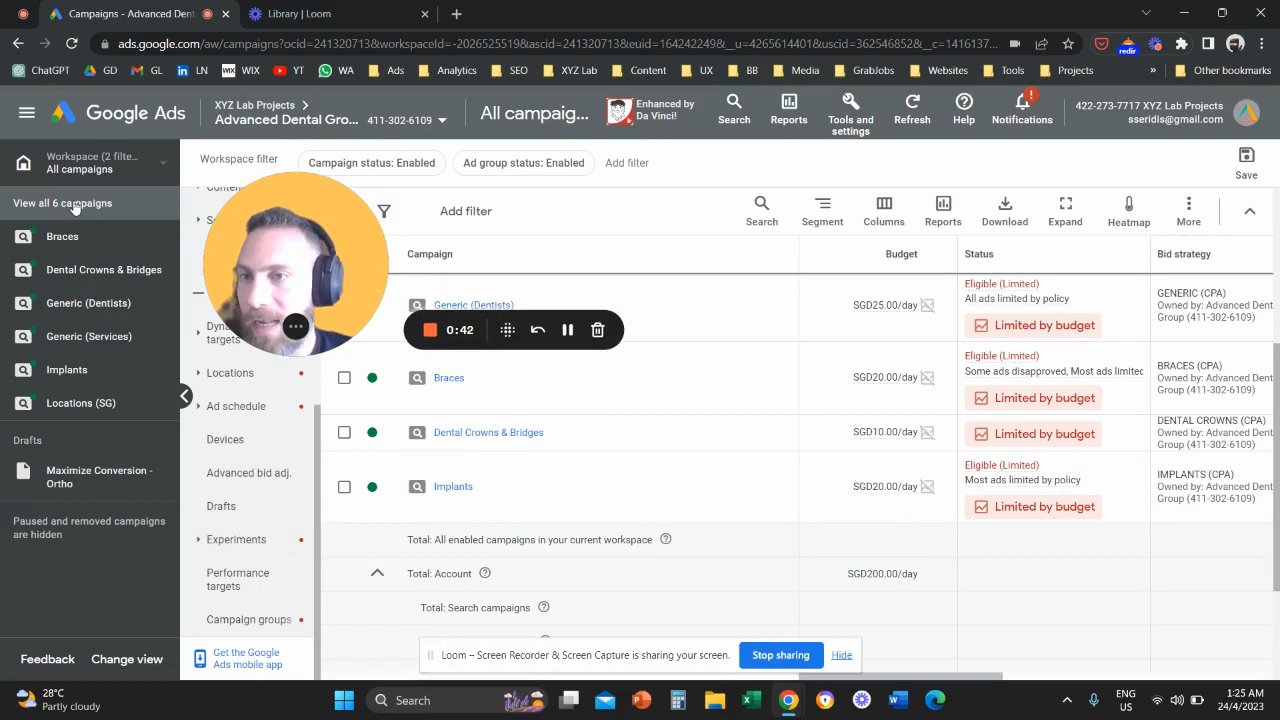 Campaigns - Advanced Dent
Library | Loom
ads.google.com/aw/campaigns?ocid=241320713&workspaceId=-2026525519&ascid=241320713&euid=1642422498&__u=4265614401&uscid=3625468528&__c=1416137...
redir
ChatGPT
GD
GL
LN
WIX
WIX
YT
WA
Ads
Analytics
SEO
XYZ Lab
Content
UX
BB
Media
GrabJobs
Websites
Tools
Projects
»
Other bookmarks
Google Ads
XYZ Lab Projects
Advanced Dental Gro...
411-302-6109
All campaig...
Enhanced by
Da Vinci!
Search
Reports
Tools and
settings
Refresh
Help
!
Notifications
422-273-7717 XYZ Lab Projects
sseridis@gmail.com
Workspace (2 filte...
All campaigns
Workspace filter
Campaign status: Enabled
Ad group status: Enabled
Add filter
Save
View all 6 campaigns
Braces
Dental Crowns & Bridges
Generic (Dentists)
Generic (Services)
Implants
Locations (SG)
Drafts
Maximize Conversion -
Ortho
Paused and removed campaigns
are hidden
Feedback
Change view
Locations
Ad schedule
Devices
Advanced bid adj.
Drafts
Experiments
Performance
targets
Campaign groups
Get the Google
Ads mobile app
Add filter
Search
Segment
Columns
Reports
Download
Expand
Heatmap
More
Campaign
Budget
Status
Bid strategy
Generic (Dentists)
SGD25.00/day
Eligible (Limited)
All ads limited by policy
Limited by budget
GENERIC (CPA)
Owned by: Advanced Dent
Group (411-302-6109)
0:42
Braces
SGD20.00/day
Eligible (Limited)
Some ads disapproved, Most ads limited
Limited by budget
BRACES (CPA)
Owned by: Advanced Dent
Group (411-302-6109)
Dental Crowns & Bridges
SGD10.00/day
Limited by budget
DENTAL CROWNS (CPA)
Owned by: Advanced Dent
Group (411-302-6109)
Implants
SGD20.00/day
Eligible (Limited)
Most ads limited by policy
Limited by budget
IMPLANTS (CPA)
Owned by: Advanced Dent
Group (411-302-6109)
Total: All enabled campaigns in your current workspace
Total: Account
SGD200.00/day
Total: Search campaigns
Loom – Screen Recorder & Screen Capture is sharing your screen.
Stop sharing
Hide
28°C
Partly cloudy
Search
ENG
US
1:25 AM
24/4/2023